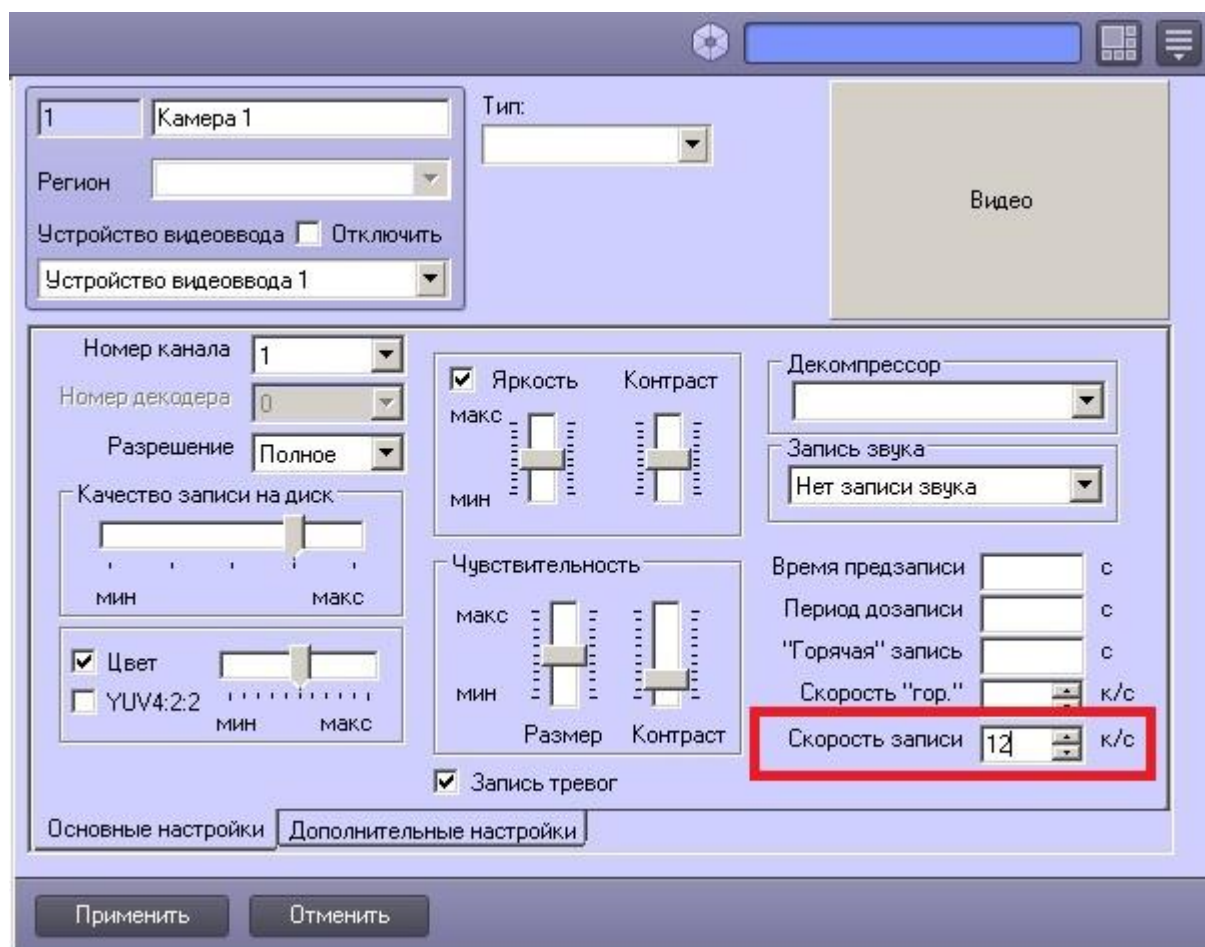 1
Камера 1
Тип:
Регион
Устройство видеоввода Отключить
Устройство видеоввода 1
Видео
Номер канала 1
Номер декодера 0
Разрешение Полное
Качество записи на диск
мин макс
Цвет
YUV4:2:2
мин макс
Яркость Контраст
макс
мин
Чувствительность
макс
мин
Размер Контраст
Запись тревог
Декомпрессор
Запись звука
Нет записи звука
Время предзаписи с
Период дозаписи с
"Горячая" запись с
Скорость "гор." к/с
Скорость записи 12 к/с
Основные настройки Дополнительные настройки
Применить Отменить